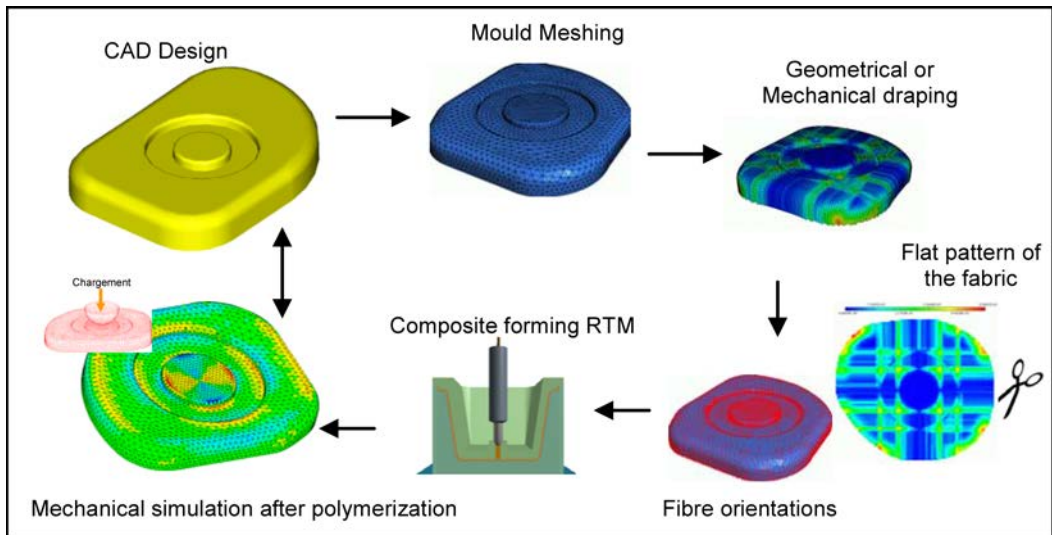 CAD Design
Mould Meshing
Geometrical or
Mechanical draping
Flat pattern of
the fabric
Chargement
Composite forming RTM
Mechanical simulation after polymerization
Fibre orientations